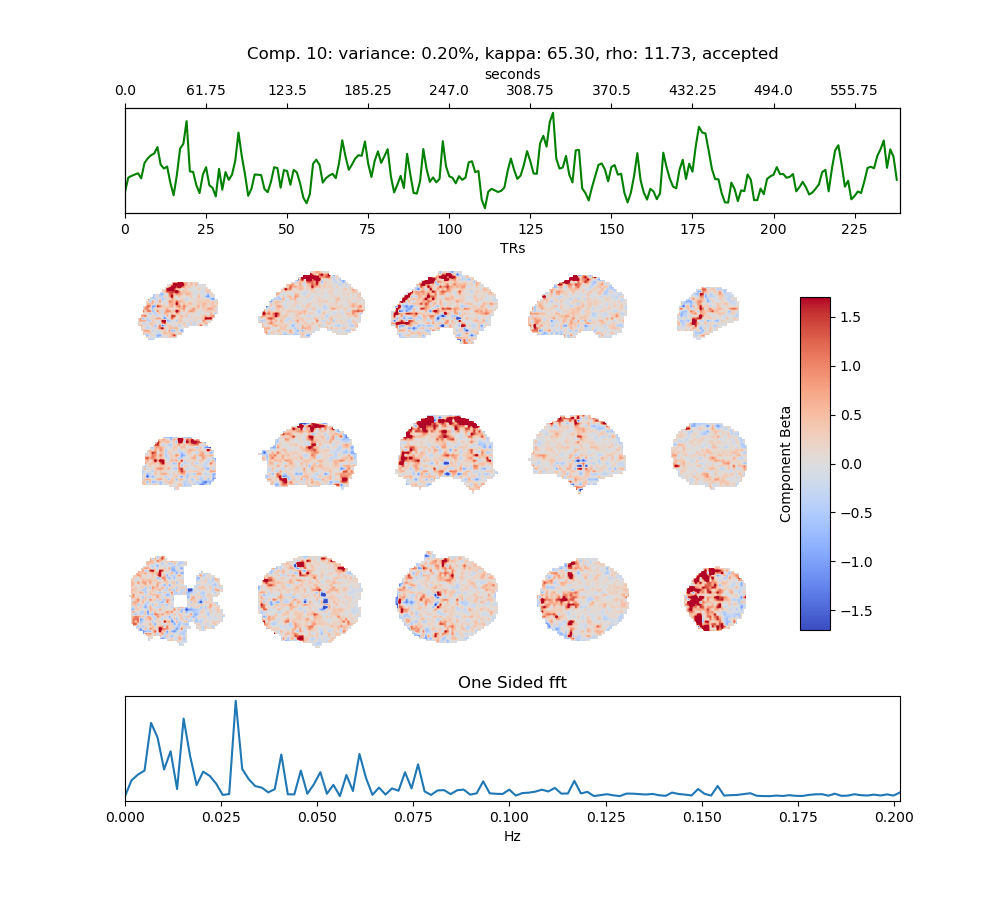 Comp. 10: variance: 0.20%, kappa: 65.30, rho: 11.73, accepted
seconds
0.0 61.75 123.5 185.25 247.0 308.75 370.5 432.25 494.0 555.75
0 25 50 75 100 125 150 175 200 225
TRs
1.5
1.0
0.5
0.0
−0.5
−1.0
−1.5
Component Beta
One Sided fft
0.000 0.025 0.050 0.075 0.100 0.125 0.150 0.175 0.200
Hz